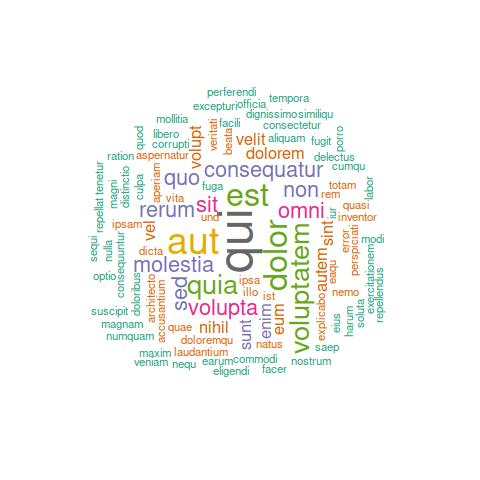 perferendi
excepturi
officia
tempora
mollitia
facili
dignissimos
similiqu
quod
libero
corrupti
volupt
veritati
beata
velit
aliquam
consectetur
fugit
porro
ration
aspernatur
dolorem
delectus
cumqu
repellat
tenetur
magni
distinctio
culpa
aperiam
quo
consequatur
fuga
est
non
totam
rem
labor
vita
rerum
sit
omni
iur
quasi
inventor
ipsam
vel
und
qui
aut
dolor
voluptatem
sint
error
perspiciati
modi
sequi
nulla
consequuntur
dicta
molestia
autem
eaqu
exercitationem
optio
doloribus
architecto
accusantium
sed
quia
ipsa
illo
ist
nemo
repellendus
suscipit
magnam
numquam
volupta
eum
explicabo
eius
harum
soluta
quae
nihil
sunt
enim
doloremqu
natus
saep
maxim
laudantium
veniam
nequ
earum
commodi
nostrum
eligendi
facer